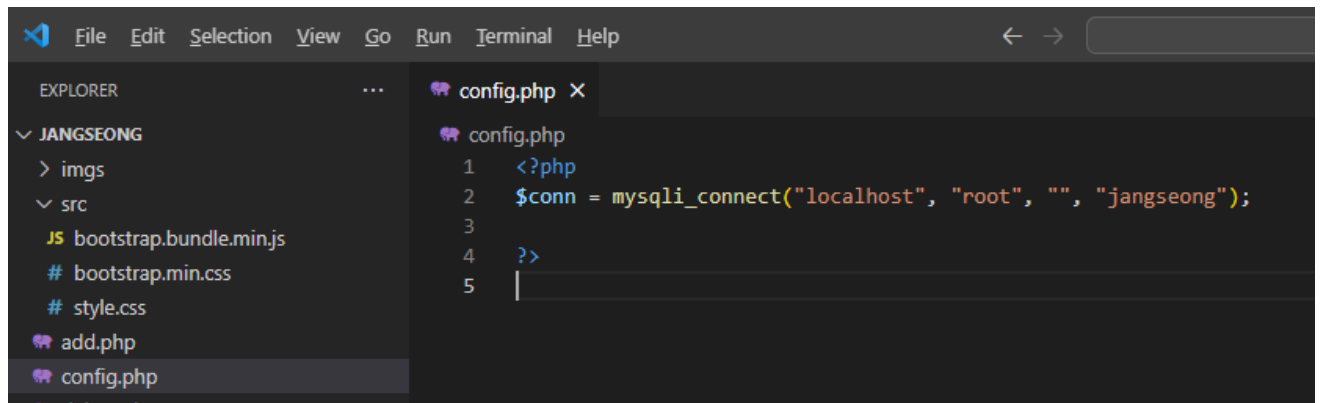 File Edit Selection View Go Run Terminal Help
EXPLORER ...
JANGSEONG
imgs
src
JS bootstrap.bundle.min.js
# bootstrap.min.css
# style.css
add.php
config.php
config.php
config.php
1 <?php
2 $conn = mysqli_connect("localhost", "root", "", "jangseong");
3
4 ?>
5